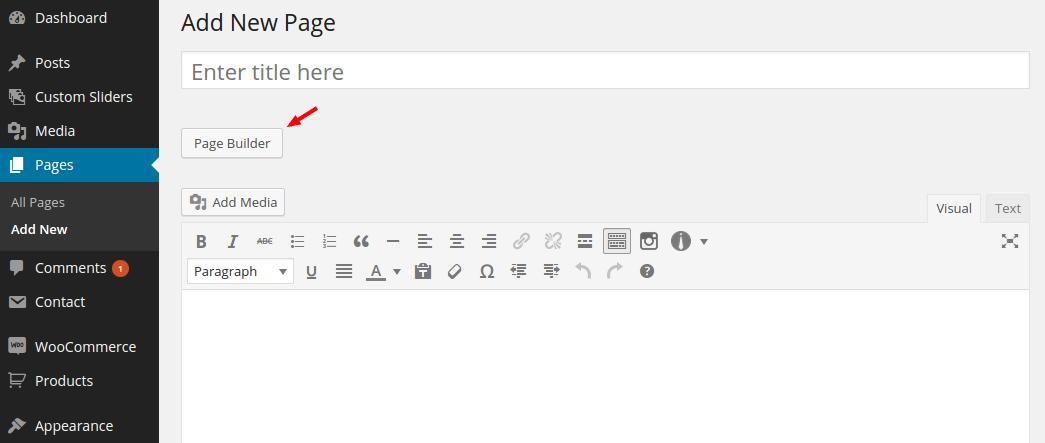 Dashboard
Posts
Custom Sliders
Media
Pages
All Pages
Add New
Comments 1
Contact
WooCommerce
Products
Appearance
Add New Page
Enter title here
Page Builder
Add Media
Visual Text
B I ABC
Paragraph U A T Ω ?